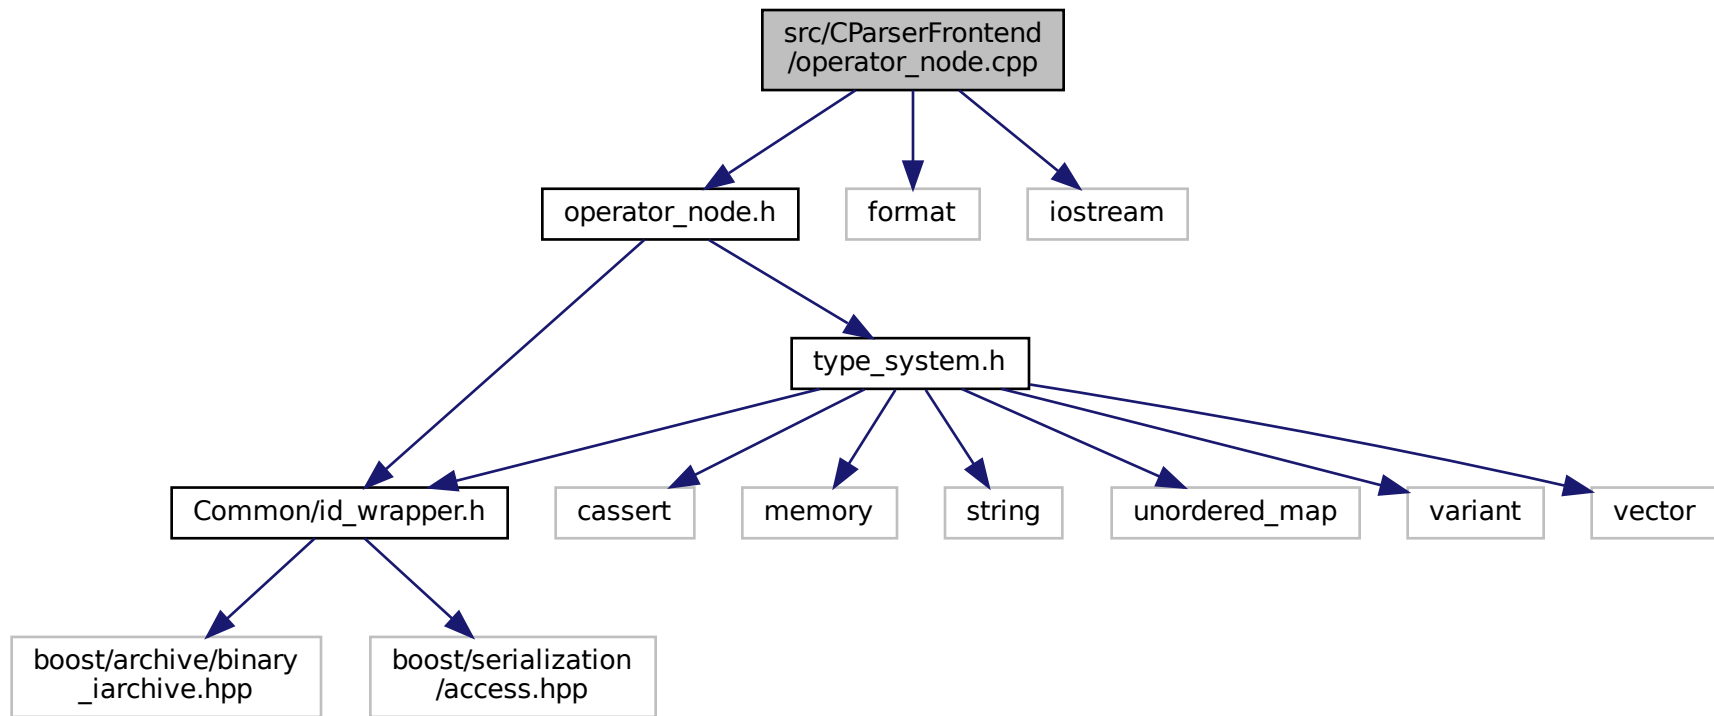 src/CParserFrontend
/operator_node.cpp
operator_node.h
format
iostream
type_system.h
Common/id_wrapper.h
cassert
memory
string
unordered_map
variant
vector
boost/archive/binary
_iarchive.hpp
boost/serialization
/access.hpp